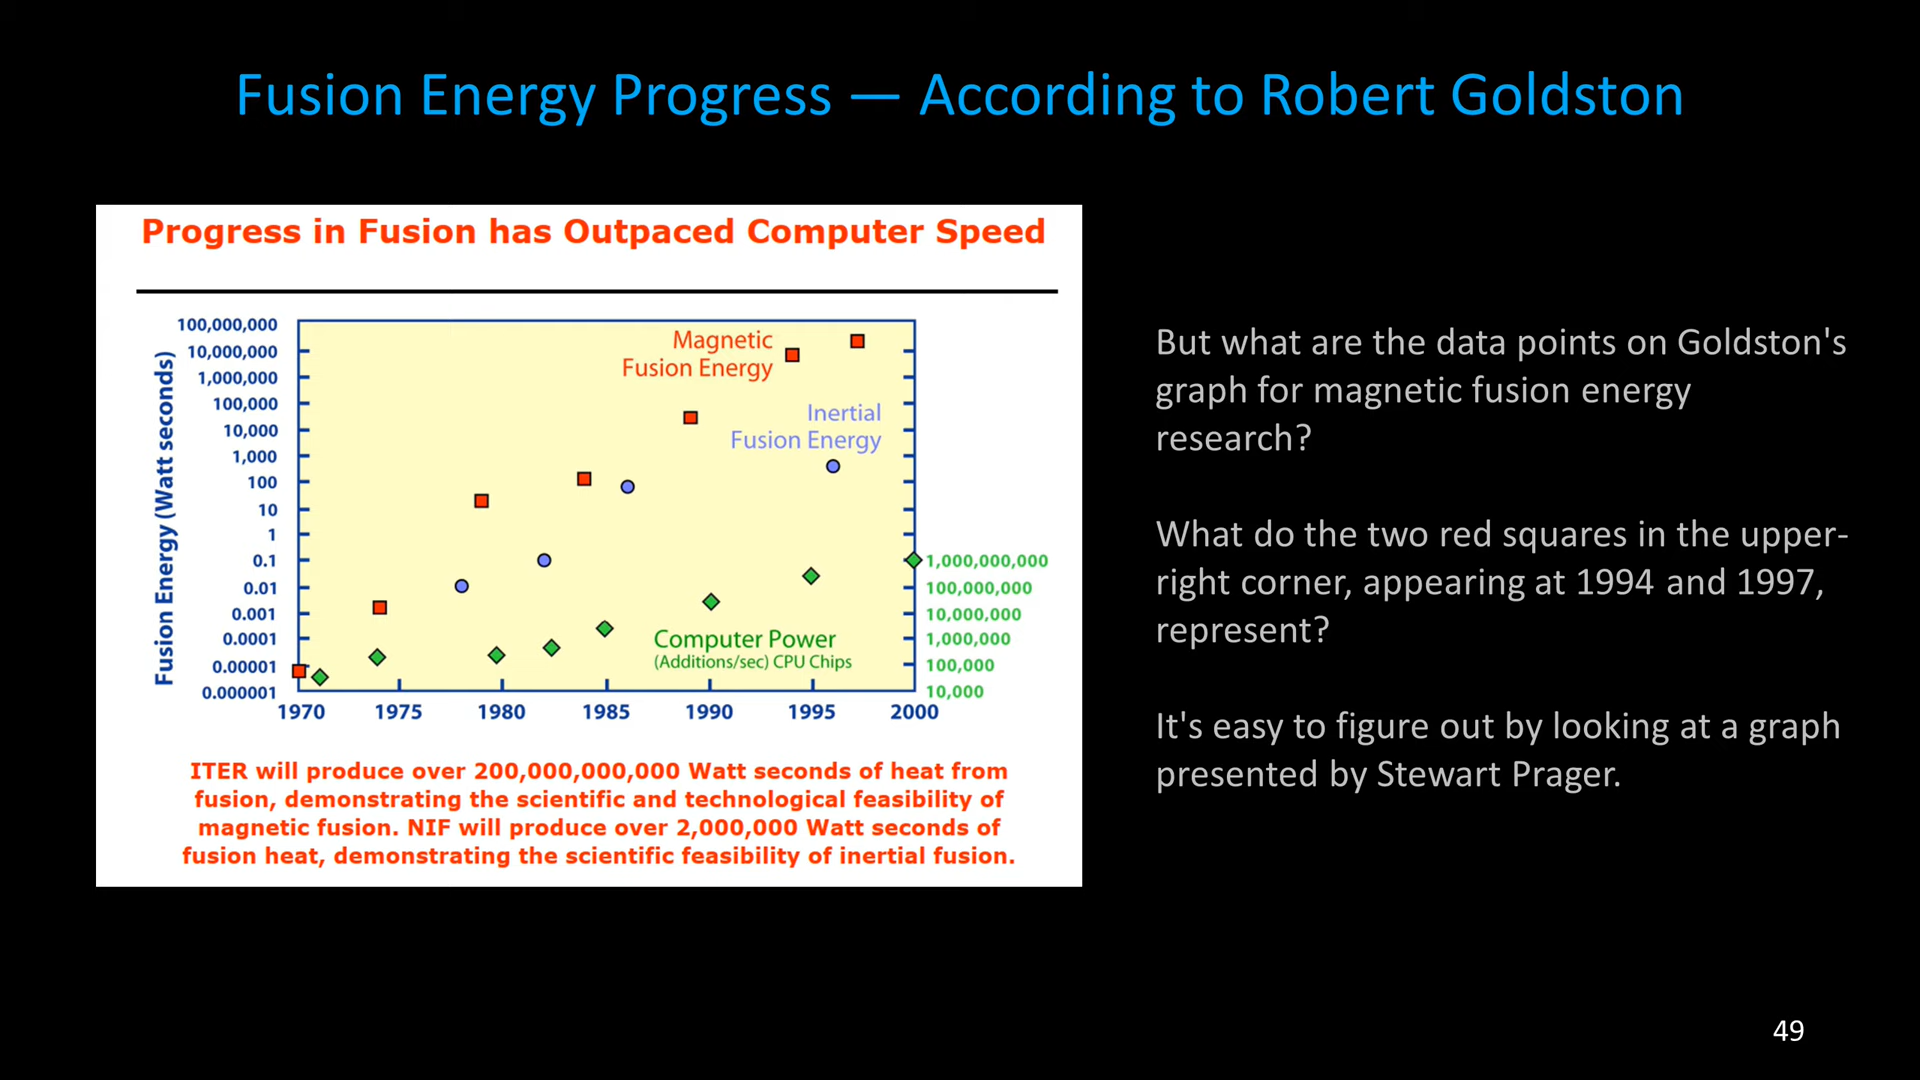 Fusion Energy Progress — According to Robert Goldston
Progress in Fusion has Outpaced Computer Speed
Fusion Energy (Watt seconds)
100,000,000
10,000,000
1,000,000
100,000
10,000
1,000
100
10
1
0.1
0.01
0.001
0.0001
0.00001
0.000001
Magnetic
Fusion Energy
Inertial
Fusion Energy
Computer Power
(Additions/sec) CPU Chips
1,000,000,000
100,000,000
10,000,000
1,000,000
100,000
10,000
1970 1975 1980 1985 1990 1995 2000
ITER will produce over 200,000,000,000 Watt seconds of heat from
fusion, demonstrating the scientific and technological feasibility of
magnetic fusion. NIF will produce over 2,000,000 Watt seconds of
fusion heat, demonstrating the scientific feasibility of inertial fusion.
But what are the data points on Goldston's
graph for magnetic fusion energy
research?
What do the two red squares in the upper-
right corner, appearing at 1994 and 1997,
represent?
It's easy to figure out by looking at a graph
presented by Stewart Prager.
49